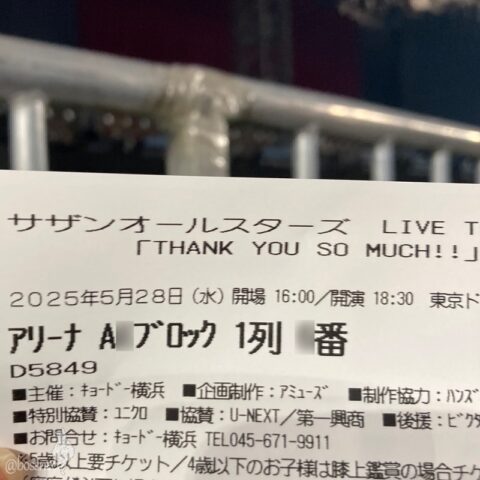 サザンオールスターズ LIVE T
「THANK YOU SO MUCH!!」
2025年5月28日(水)開場 16:00/開演 18:30 東京ド
アリーナ A ブロック 1列 番
D5849
■主催:キョードー横浜 ■企画制作:アミューズ ■制作協力:ハンズ
■特別協賛:ユニクロ ■協賛:U-NEXT/第一興商 ■後援:ビクタ
■お問合せ:キョードー横浜 TEL045-671-9911
※5歳以上要チケット/4歳以下のお子様は膝上鑑賞の場合チケ